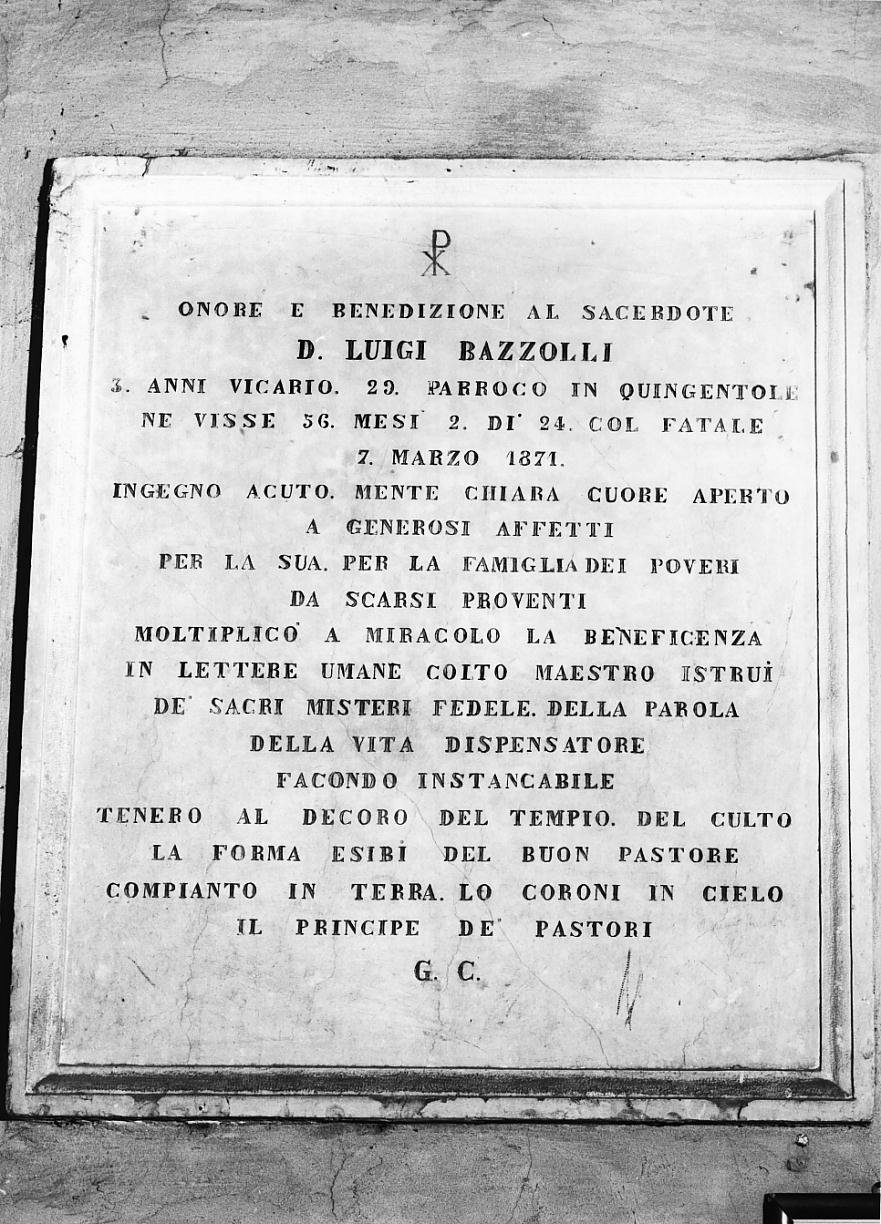 ☧
ONORE E BENEDIZIONE AL SACERDOTE
D. LUIGI BAZZOLLI
3. ANNI VICARIO. 29. PARROCO IN QUINGENTOLE
NE VISSE 56. MESI 2. DI' 24. COL FATALE
7. MARZO 1871.
INGEGNO ACUTO. MENTE CHIARA CUORE APERTO
A GENEROSI AFFETTI
PER LA SUA. PER LA FAMIGLIA DEI POVERI
DA SCARSI PROVENTI
MOLTIPLICO' A MIRACOLO LA BENEFICENZA
IN LETTERE UMANE COLTO MAESTRO ISTRUÌ
DE' SACRI MISTERI FEDELE. DELLA PAROLA
DELLA VITA DISPENSATORE
FACONDO INSTANCABILE
TENERO AL DECORO DEL TEMPIO. DEL CULTO
LA FORMA ESIBÌ DEL BUON PASTORE
COMPIANTO IN TERRA. LO CORONI IN CIELO
IL PRINCIPE DE' PASTORI
G. C.